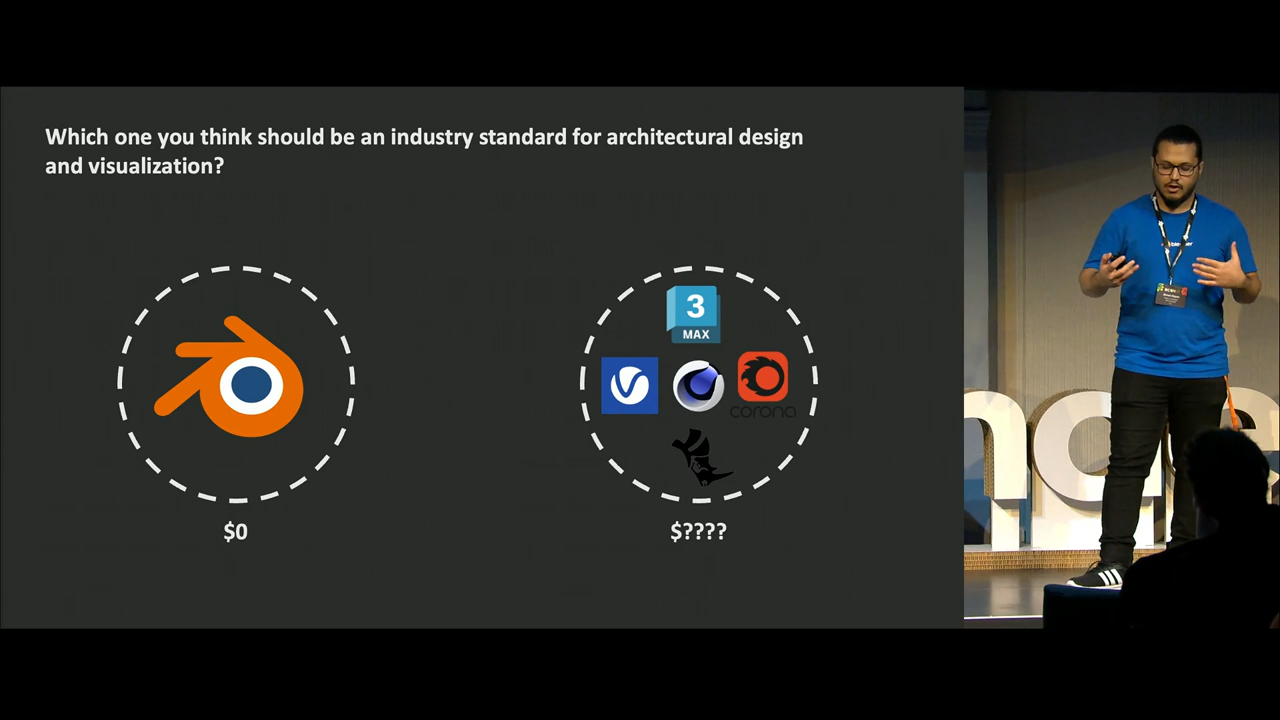 Which one you think should be an industry standard for architectural design
and visualization?
3
MAX
corona
$0
$????